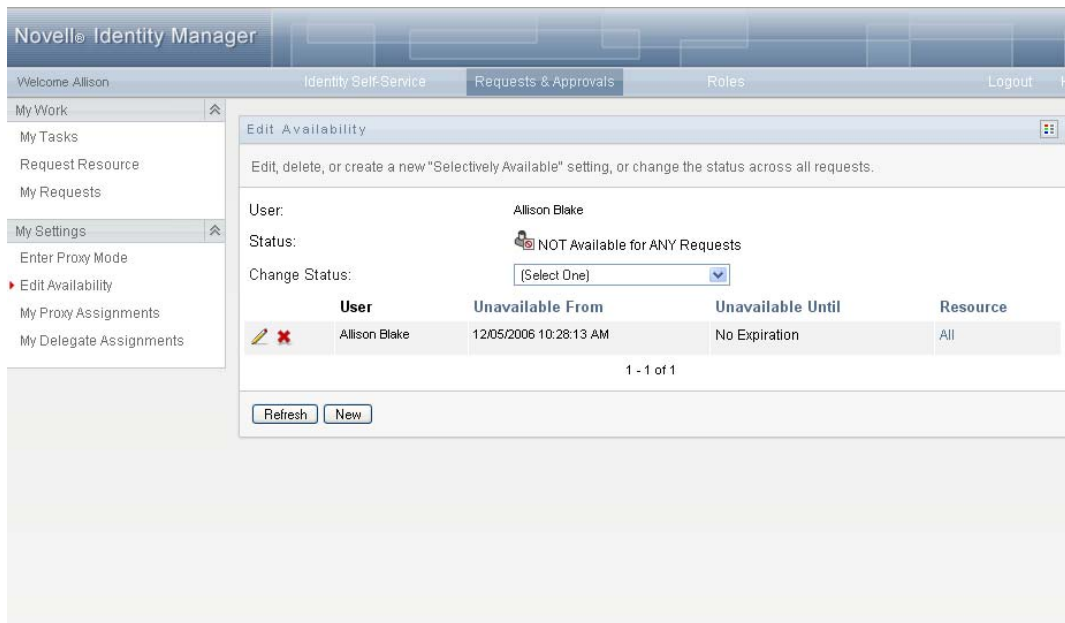 Novell® Identity Manager
Welcome Allison
Identity Self-Service
Requests & Approvals
Roles
Logout
My Work
My Tasks
Request Resource
My Requests
My Settings
Enter Proxy Mode
Edit Availability
My Proxy Assignments
My Delegate Assignments
Edit Availability
Edit, delete, or create a new "Selectively Available" setting, or change the status across all requests.
User: Allison Blake
Status: NOT Available for ANY Requests
Change Status: (Select One)
User Unavailable From Unavailable Until Resource
Allison Blake 12/05/2006 10:28:13 AM No Expiration All
1 - 1 of 1
Refresh New